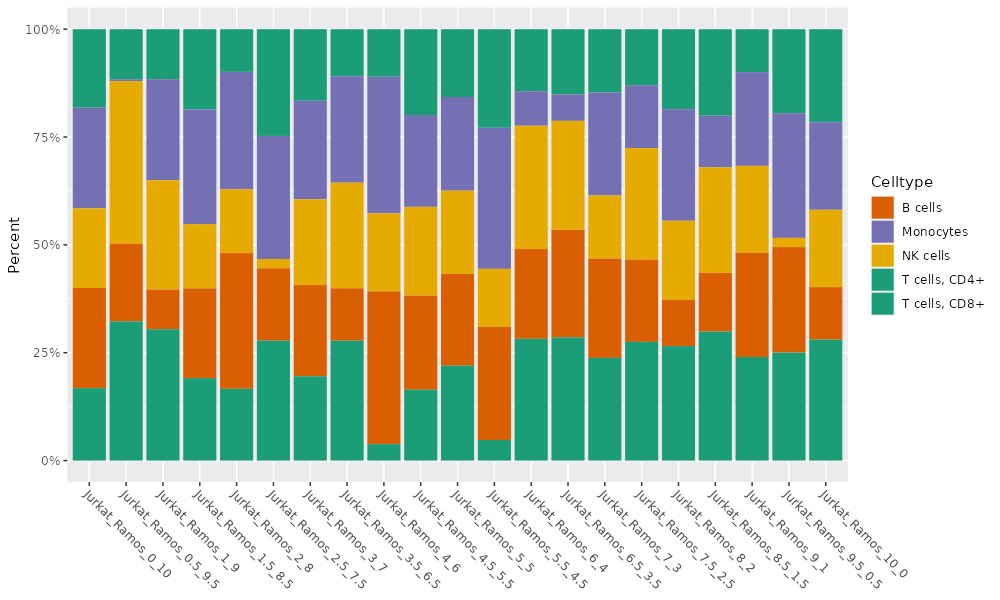 100%
75%
50%
25%
0%
Percent
Jurkat_Ramos_0_10
Jurkat_Ramos_0.5_9.5
Jurkat_Ramos_1_9
Jurkat_Ramos_1.5_8.5
Jurkat_Ramos_2_8
Jurkat_Ramos_2.5_7.5
Jurkat_Ramos_3_7
Jurkat_Ramos_3.5_6.5
Jurkat_Ramos_4_6
Jurkat_Ramos_4.5_5.5
Jurkat_Ramos_5_5
Jurkat_Ramos_5.5_4.5
Jurkat_Ramos_6_4
Jurkat_Ramos_6.5_3.5
Jurkat_Ramos_7_3
Jurkat_Ramos_7.5_2.5
Jurkat_Ramos_8_2
Jurkat_Ramos_8.5_1.5
Jurkat_Ramos_9_1
Jurkat_Ramos_9.5_0.5
Jurkat_Ramos_10_0
Celltype
B cells
Monocytes
NK cells
T cells, CD4+
T cells, CD8+